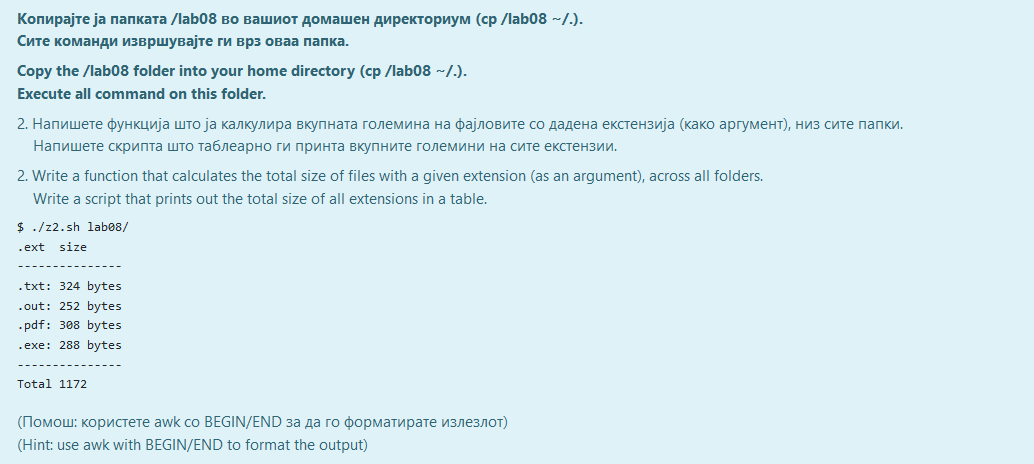 Копирајте ја папката /lab08 во вашиот домашен директориум (cp /lab08 ~/.).
Сите команди извршувајте ги врз оваа папка.
Copy the /lab08 folder into your home directory (cp /lab08 ~/.).
Execute all command on this folder.
2. Напишете функција што ја калкулира вкупната големина на фајловите со дадена екстензија (како аргумент), низ сите папки.
Напишете скрипта што таблеарно ги принта вкупните големини на сите екстензии.
2. Write a function that calculates the total size of files with a given extension (as an argument), across all folders.
Write a script that prints out the total size of all extensions in a table.
$ ./z2.sh lab08/
.ext  size
---------------
.txt: 324 bytes
.out: 252 bytes
.pdf: 308 bytes
.exe: 288 bytes
---------------
Total 1172
(Помош: користете awk со BEGIN/END за да го форматирате излезлот)
(Hint: use awk with BEGIN/END to format the output)